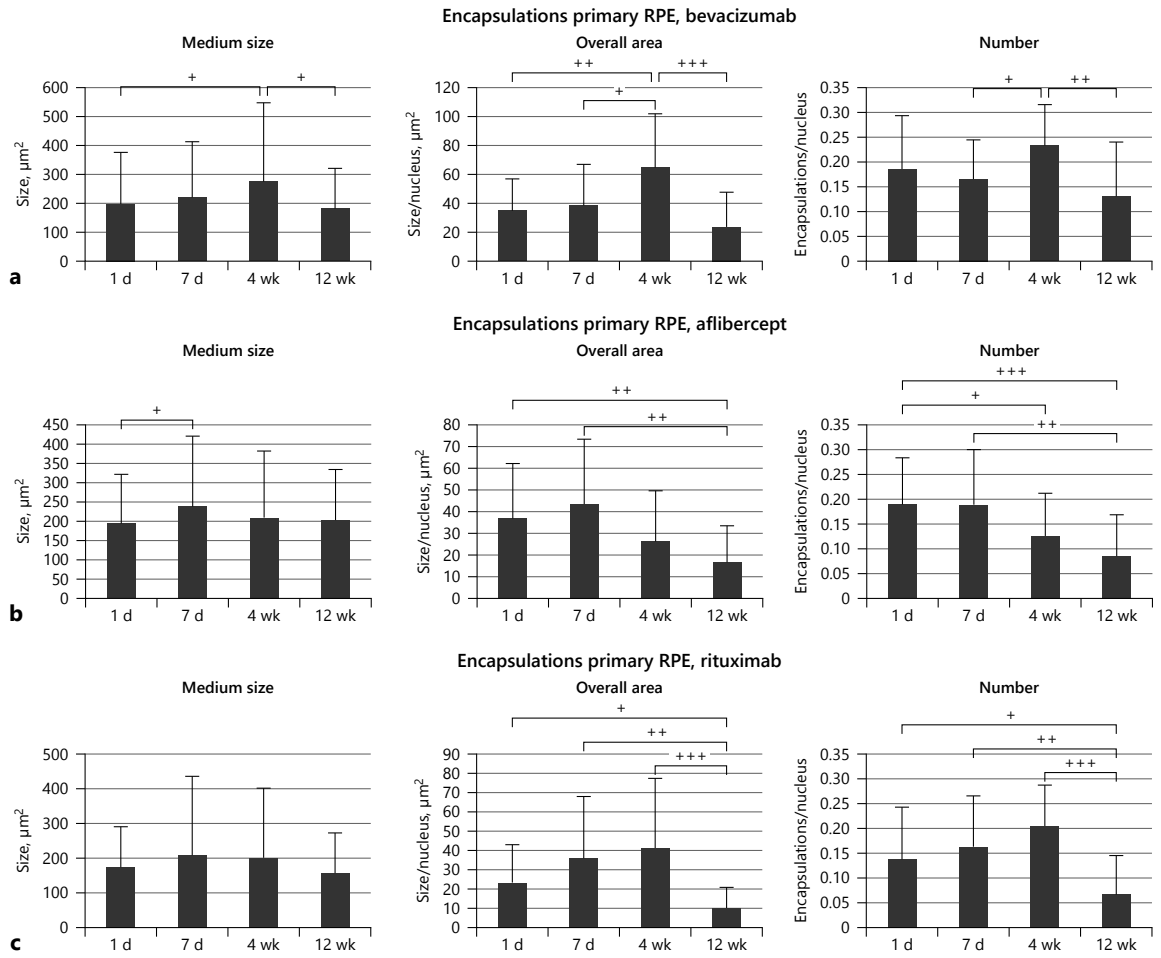 Encapsulations primary RPE, bevacizumab
Medium size
Overall area
Number
+
+
++
+++
+
+
++
Size, µm²
600
500
400
300
200
100
0
1 d 7 d 4 wk 12 wk
Size/nucleus, µm²
120
100
80
60
40
20
0
1 d 7 d 4 wk 12 wk
Encapsulations/nucleus
0.35
0.30
0.25
0.20
0.15
0.10
0.05
0
1 d 7 d 4 wk 12 wk
a
Encapsulations primary RPE, aflibercept
Medium size
Overall area
Number
+
++
++
+++
+
++
Size, µm²
450
400
350
300
250
200
150
100
50
0
1 d 7 d 4 wk 12 wk
Size/nucleus, µm²
80
70
60
50
40
30
20
10
0
1 d 7 d 4 wk 12 wk
Encapsulations/nucleus
0.35
0.30
0.25
0.20
0.15
0.10
0.05
0
1 d 7 d 4 wk 12 wk
b
Encapsulations primary RPE, rituximab
Medium size
Overall area
Number
+
++
+++
+
++
+++
Size, µm²
500
400
300
200
100
0
1 d 7 d 4 wk 12 wk
Size/nucleus, µm²
90
80
70
60
50
40
30
20
10
0
1 d 7 d 4 wk 12 wk
Encapsulations/nucleus
0.35
0.30
0.25
0.20
0.15
0.10
0.05
0
1 d 7 d 4 wk 12 wk
c